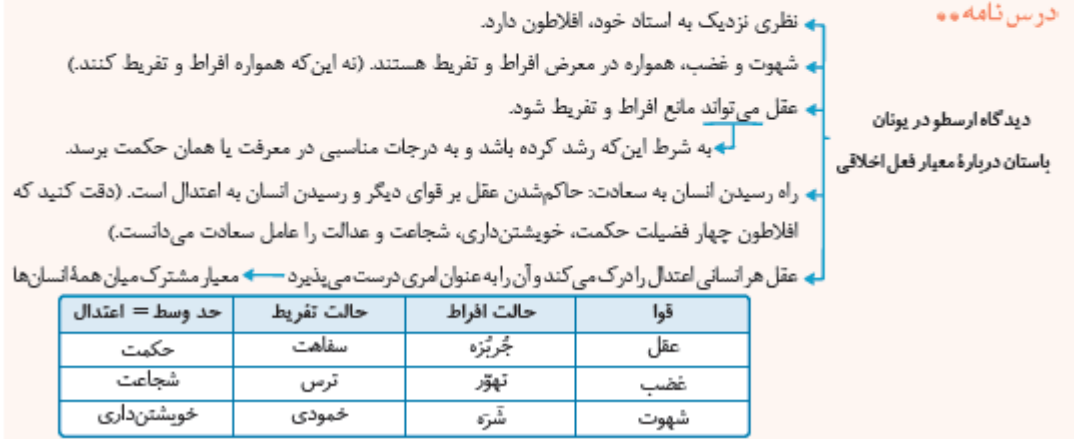 درس نامه
دیدگاه ارسطو در یونان
باستان دربارهٔ معیار فعل اخلاقی
نظری نزدیک به استاد خود، افلاطون دارد.
شهوت و غضب، همواره در معرض افراط و تفریط هستند. (نه این‌که همواره افراط و تفریط کنند.)
عقل می‌تواند مانع افراط و تفریط شود.
به شرط این‌که رشد کرده باشد و به درجات مناسبی در معرفت یا همان حکمت برسد.
راه رسیدن انسان به سعادت: حاکم‌شدن عقل بر قوای دیگر و رسیدن انسان به اعتدال است. (دقت کنید که
افلاطون چهار فضیلت حکمت، خویشتن‌داری، شجاعت و عدالت را عامل سعادت می‌دانست.)
عقل هر انسانی اعتدال را درک می‌کند و آن را به عنوان امری درست می‌پذیرد ← معیار مشترک میان همهٔ انسان‌ها
قوا حالت افراط حالت تفریط حد وسط = اعتدال
عقل جُربُزه سفاهت حکمت
غضب تهوّر ترس شجاعت
شهوت شَرَه خمودی خویشتن‌داری